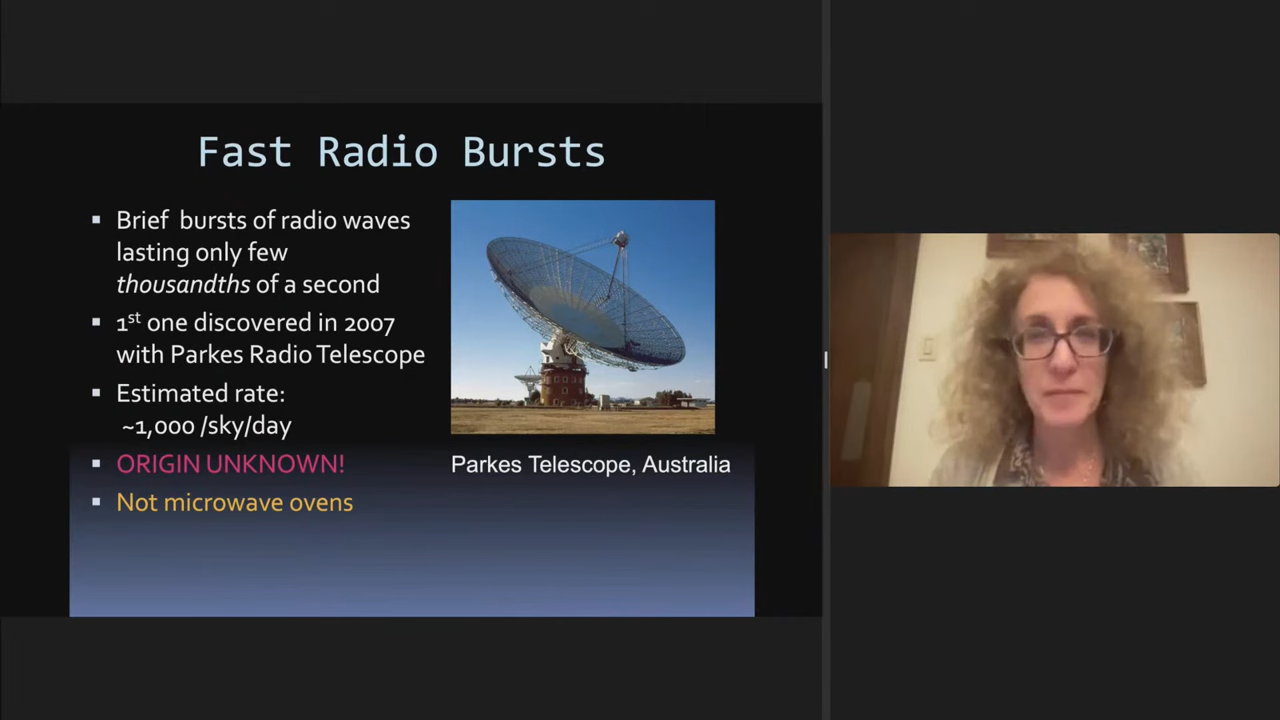 Fast Radio Bursts
Brief bursts of radio waves
lasting only few
thousandths of a second
1st one discovered in 2007
with Parkes Radio Telescope
Estimated rate:
~1,000 /sky/day
ORIGIN UNKNOWN!
Not microwave ovens
Parkes Telescope, Australia